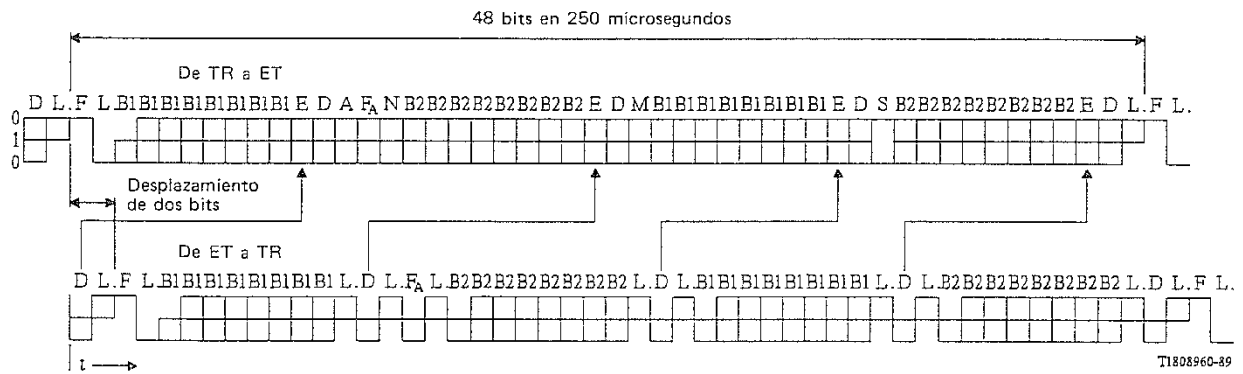 48 bits en 250 microsegundos
De TR a ET
D L. F L. B1 B1 B1 B1 B1 B1 B1 B1 E D A FA N B2 B2 B2 B2 B2 B2 B2 B2 E D M B1 B1 B1 B1 B1 B1 B1 B1 E D S B2 B2 B2 B2 B2 B2 B2 B2 E D L. F L.
0
1
0
Desplazamiento
de dos bits
De ET a TR
D L. F L. B1 B1 B1 B1 B1 B1 B1 B1 L. D L. FA L. B2 B2 B2 B2 B2 B2 B2 B2 L. D L. B1 B1 B1 B1 B1 B1 B1 B1 L. D L. B2 B2 B2 B2 B2 B2 B2 B2 L. D L. F L.
t
T1808960-89